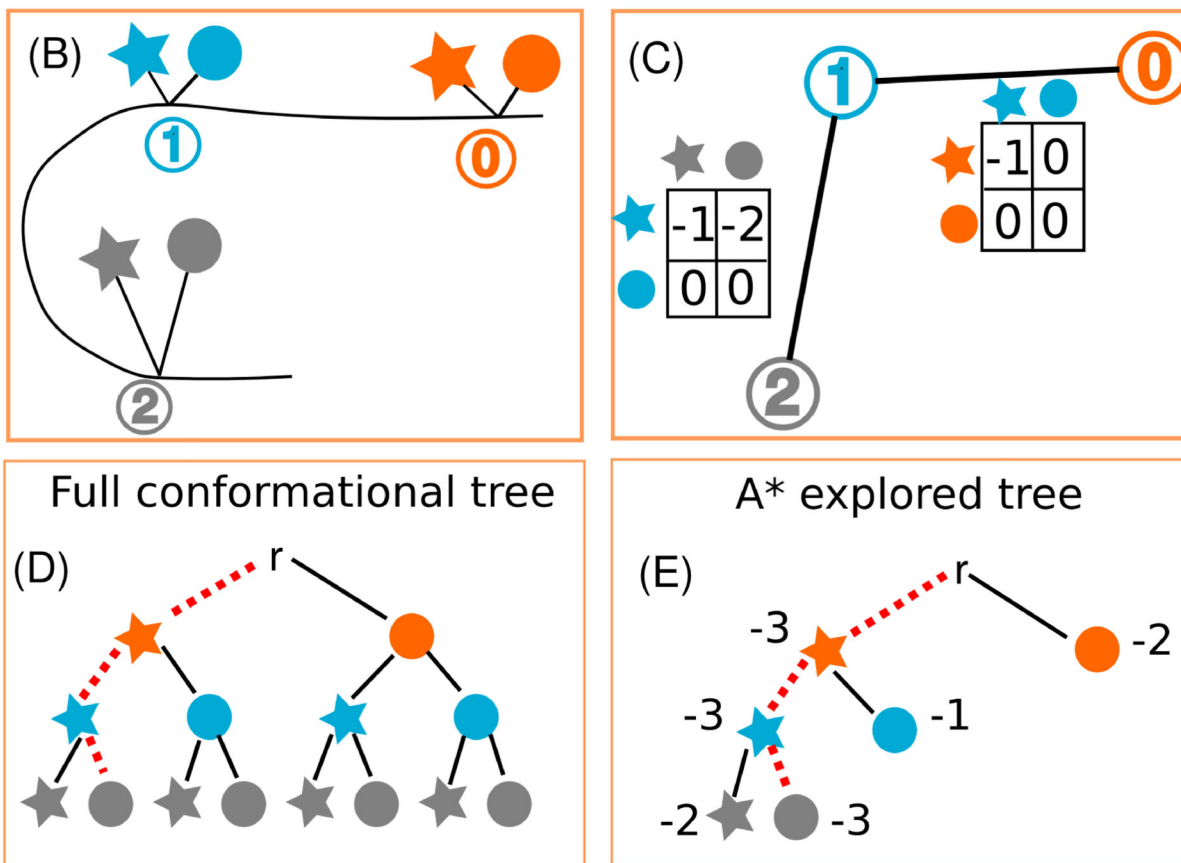 (B)
1
0
2
(C)
1
0
-1 0
0 0
-1 -2
0 0
2
Full conformational tree
(D)
r
A* explored tree
(E)
r
-3
-2
-3
-1
-2
-3